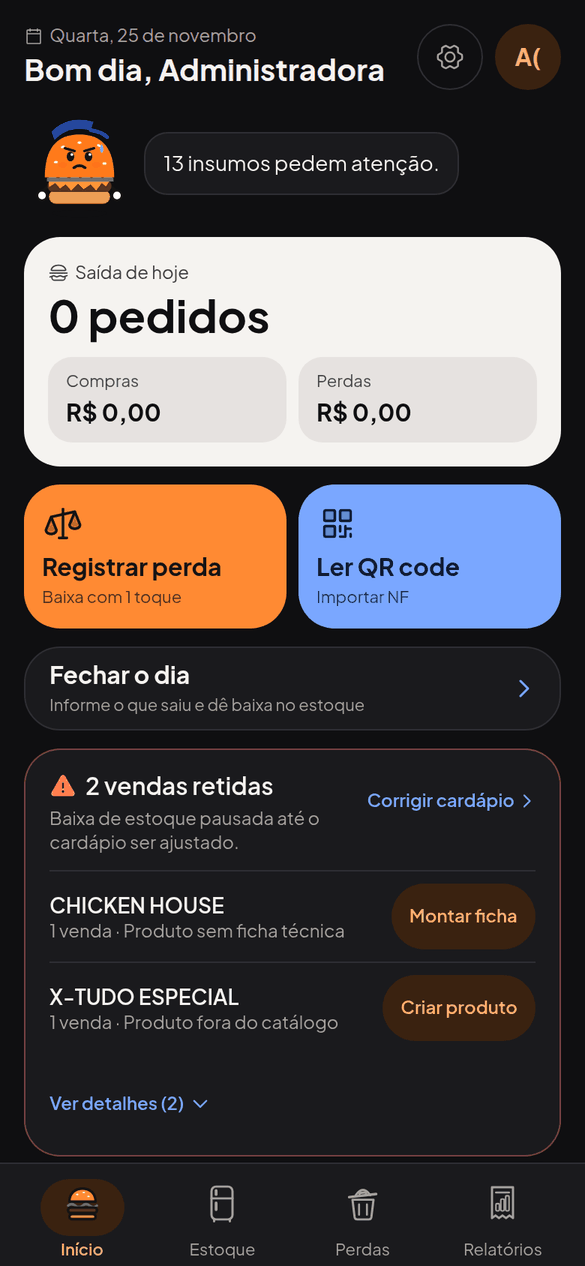 Quarta, 25 de novembro
Bom dia, Administradora
A(
13 insumos pedem atenção.
Saída de hoje
0 pedidos
Compras
R$ 0,00
Perdas
R$ 0,00
Registrar perda
Baixa com 1 toque
Ler QR code
Importar NF
Fechar o dia
Informe o que saiu e dê baixa no estoque
2 vendas retidas
Baixa de estoque pausada até o
cardápio ser ajustado.
Corrigir cardápio
CHICKEN HOUSE
1 venda · Produto sem ficha técnica
Montar ficha
X-TUDO ESPECIAL
1 venda · Produto fora do catálogo
Criar produto
Ver detalhes (2)
Início
Estoque
Perdas
Relatórios